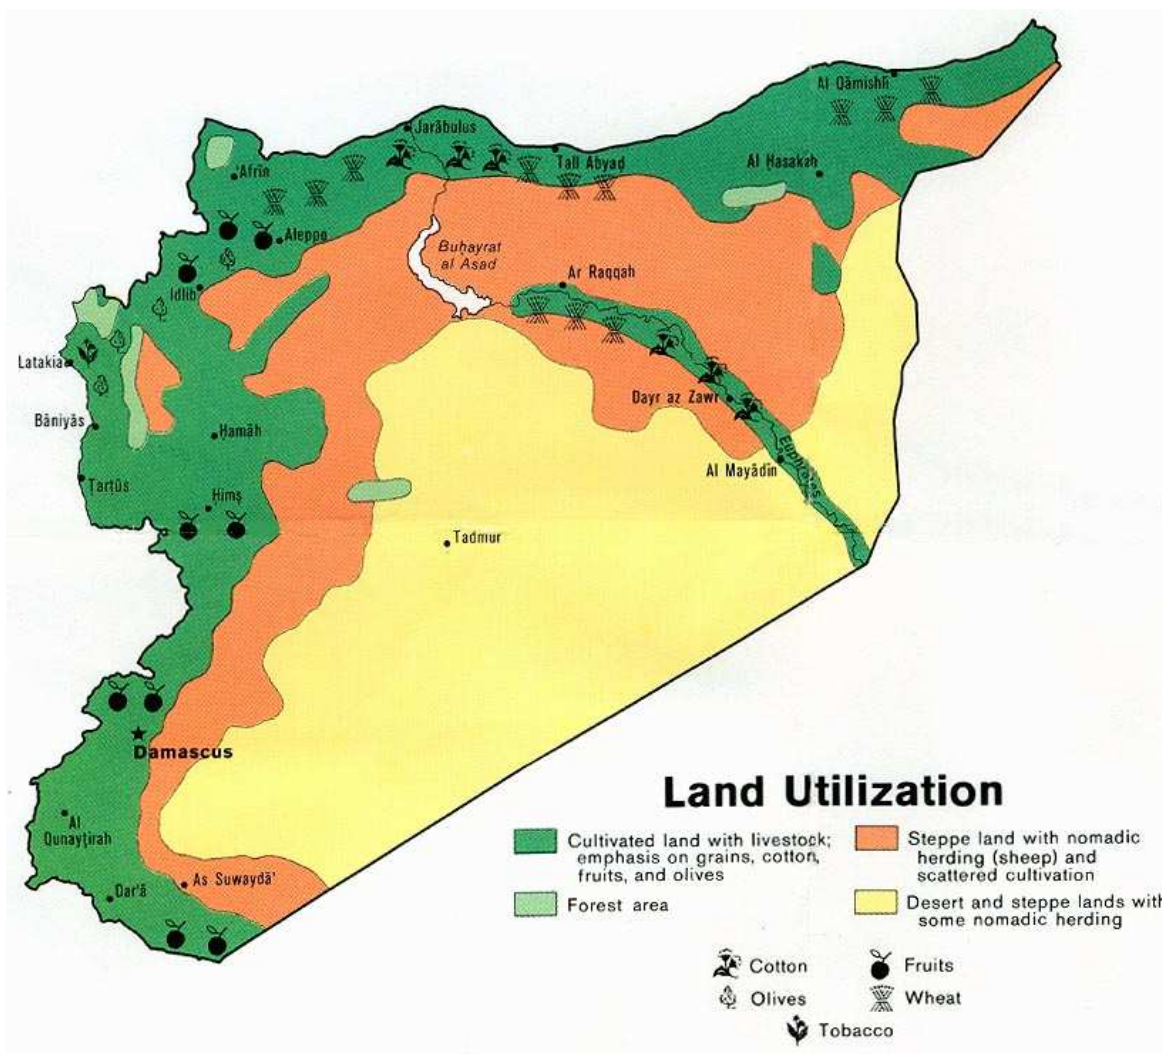 Al Qāmishlī
Jarābulus
Tall Abyad
'Afrīn
Al Ḥasakah
Aleppo
Buḥayrat
al Asad
Ar Raqqah
Idlib
Latakia
Dayr az Zawr
Bāniyās
Ḥamāh
Al Mayādīn
Euphrates
Tarṭūs
Ḥimṣ
Tadmur
Damascus
Al
Qunayṭirah
As Suwaydā'
Dar'ā
Land Utilization
Cultivated land with livestock;
emphasis on grains, cotton,
fruits, and olives
Forest area
Steppe land with nomadic
herding (sheep) and
scattered cultivation
Desert and steppe lands with
some nomadic herding
Cotton
Fruits
Olives
Wheat
Tobacco